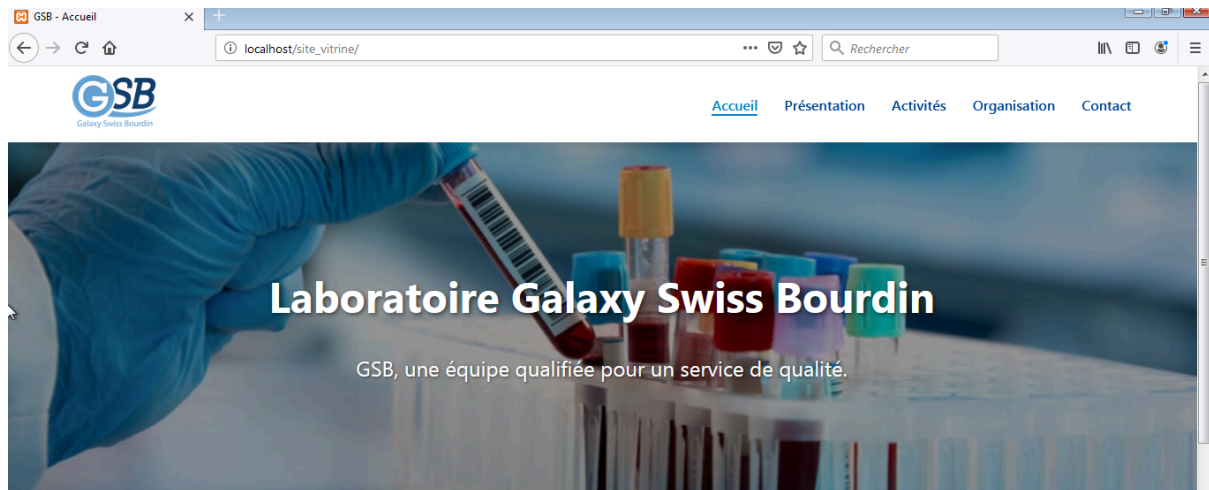 GSB - Accueil
localhost/site_vitrine/
Rechercher
GSB
Galaxy Swiss Bourdin
Accueil Présentation Activités Organisation Contact
Laboratoire Galaxy Swiss Bourdin
GSB, une équipe qualifiée pour un service de qualité.